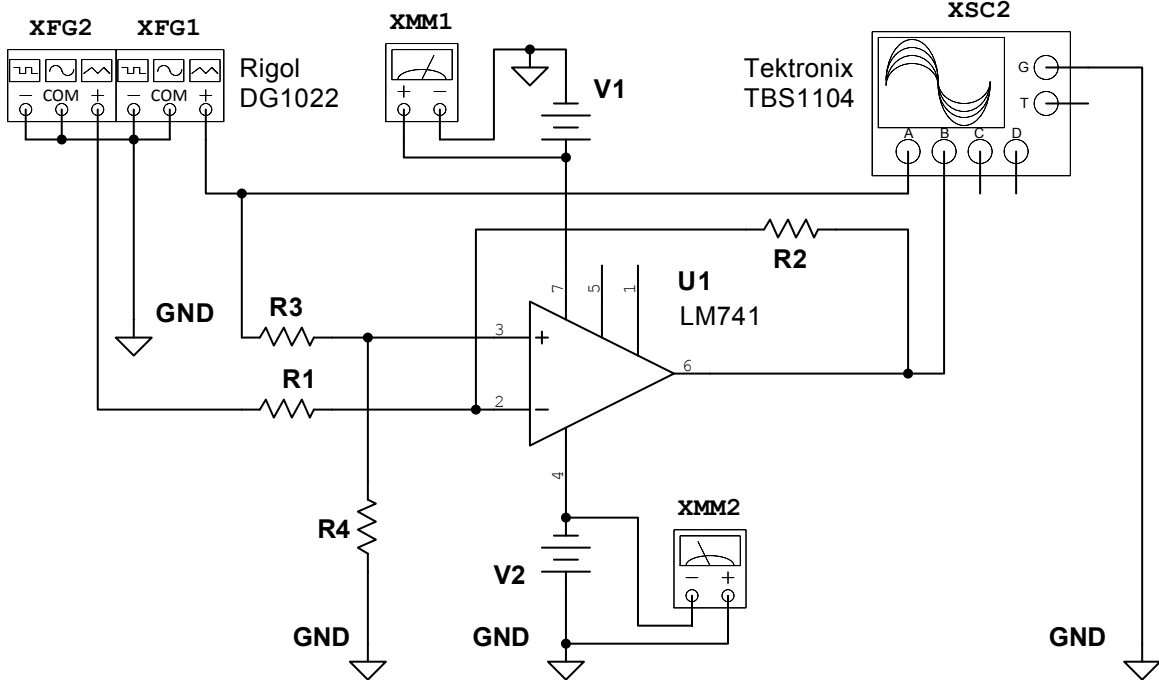 XSC2
XFG2 XFG1
XMM1
Rigol
DG1022
V1
Tektronix
TBS1104
G
T
− COM + − COM +
+ −
A B C D
R2
U1
LM741
7 5 1
GND
R3
3
+
6
R1
2
−
4
XMM2
R4
V2
− +
GND GND GND